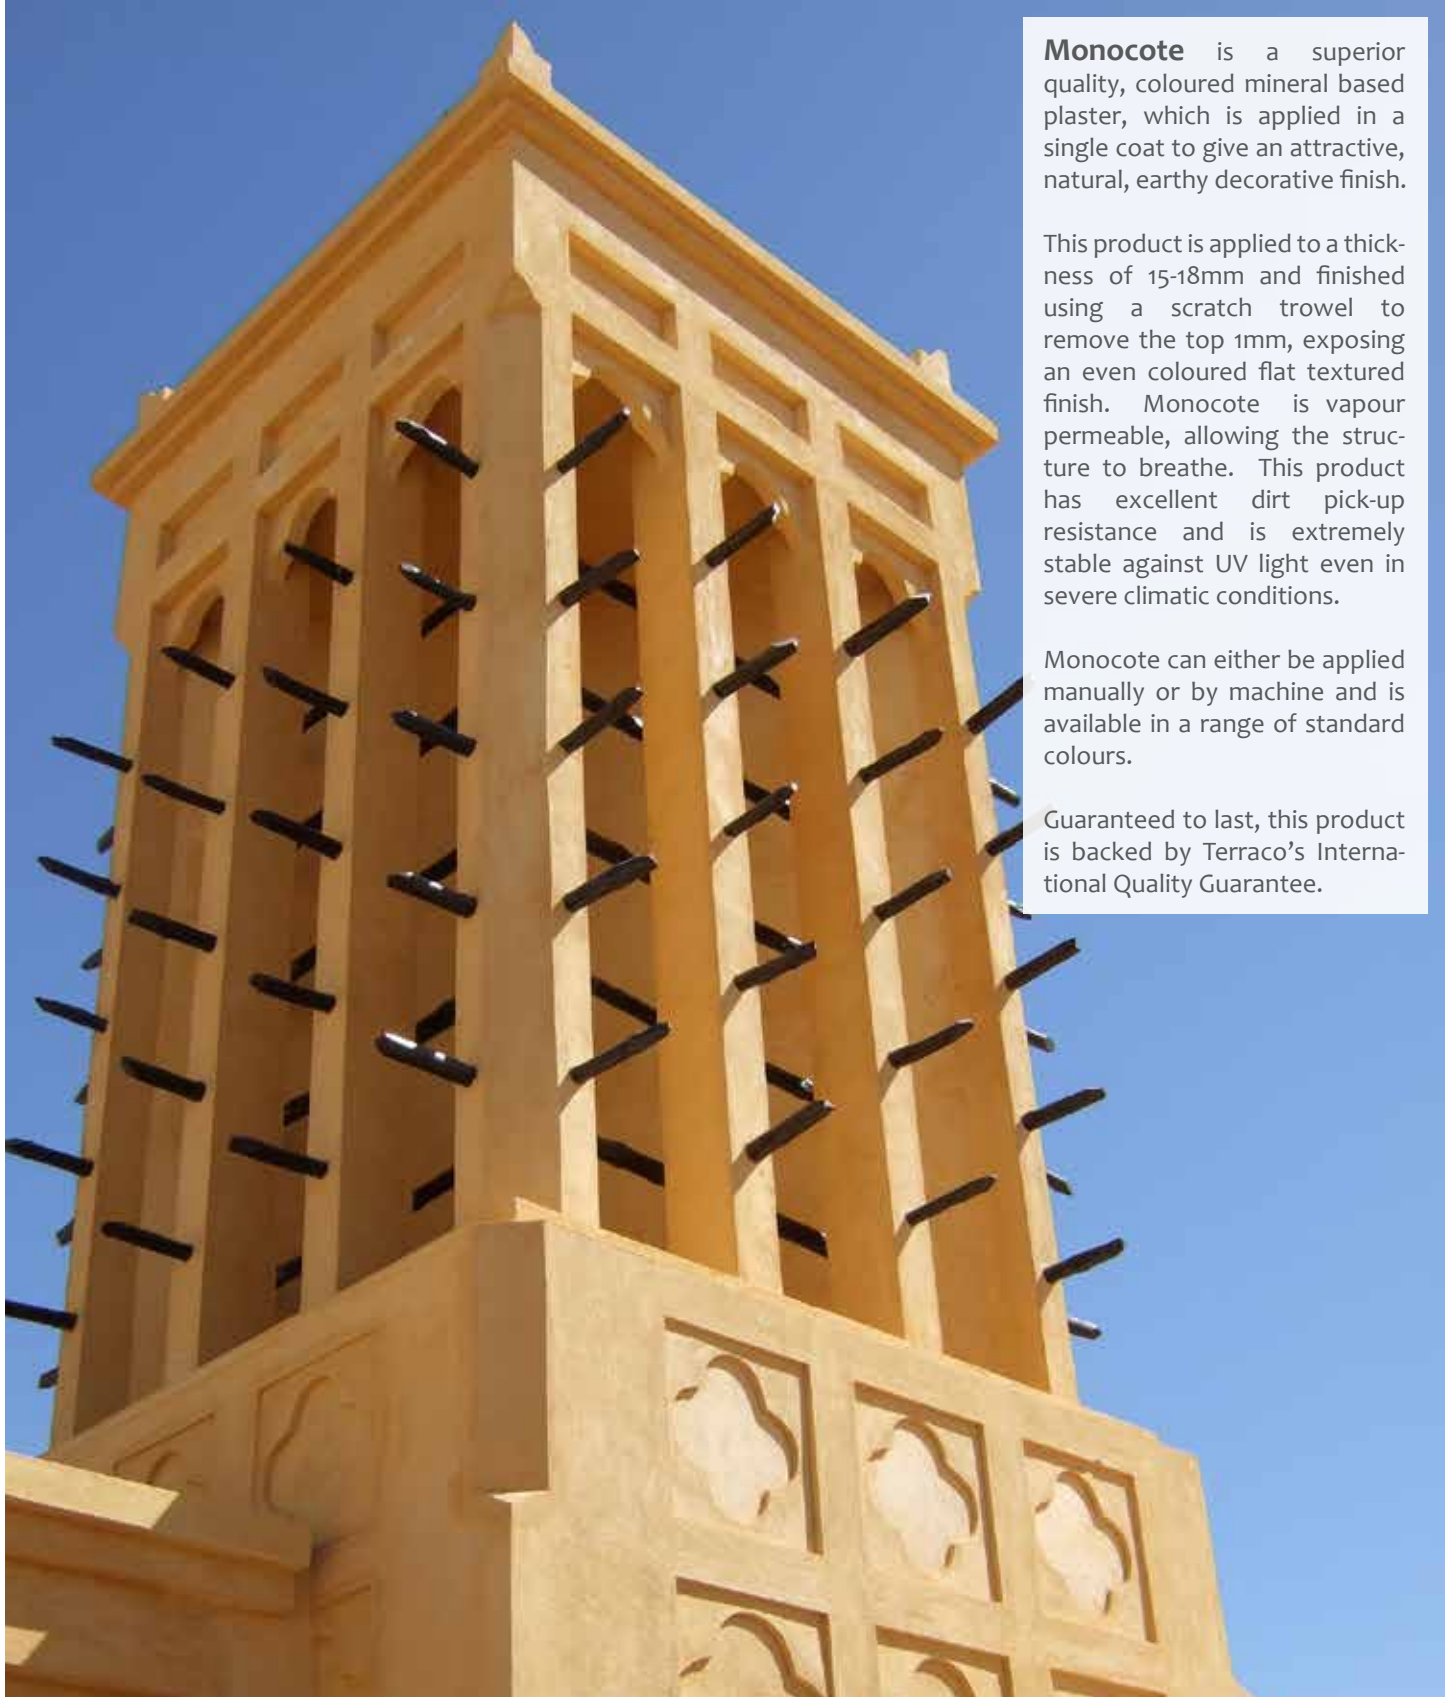 Monocote is a superior
quality, coloured mineral based
plaster, which is applied in a
single coat to give an attractive,
natural, earthy decorative finish.
This product is applied to a thick-
ness of 15-18mm and finished
using a scratch trowel to
remove the top 1mm, exposing
an even coloured flat textured
finish. Monocote is vapour
permeable, allowing the struc-
ture to breathe. This product
has excellent dirt pick-up
resistance and is extremely
stable against UV light even in
severe climatic conditions.
Monocote can either be applied
manually or by machine and is
available in a range of standard
colours.
Guaranteed to last, this product
is backed by Terraco’s Interna-
tional Quality Guarantee.